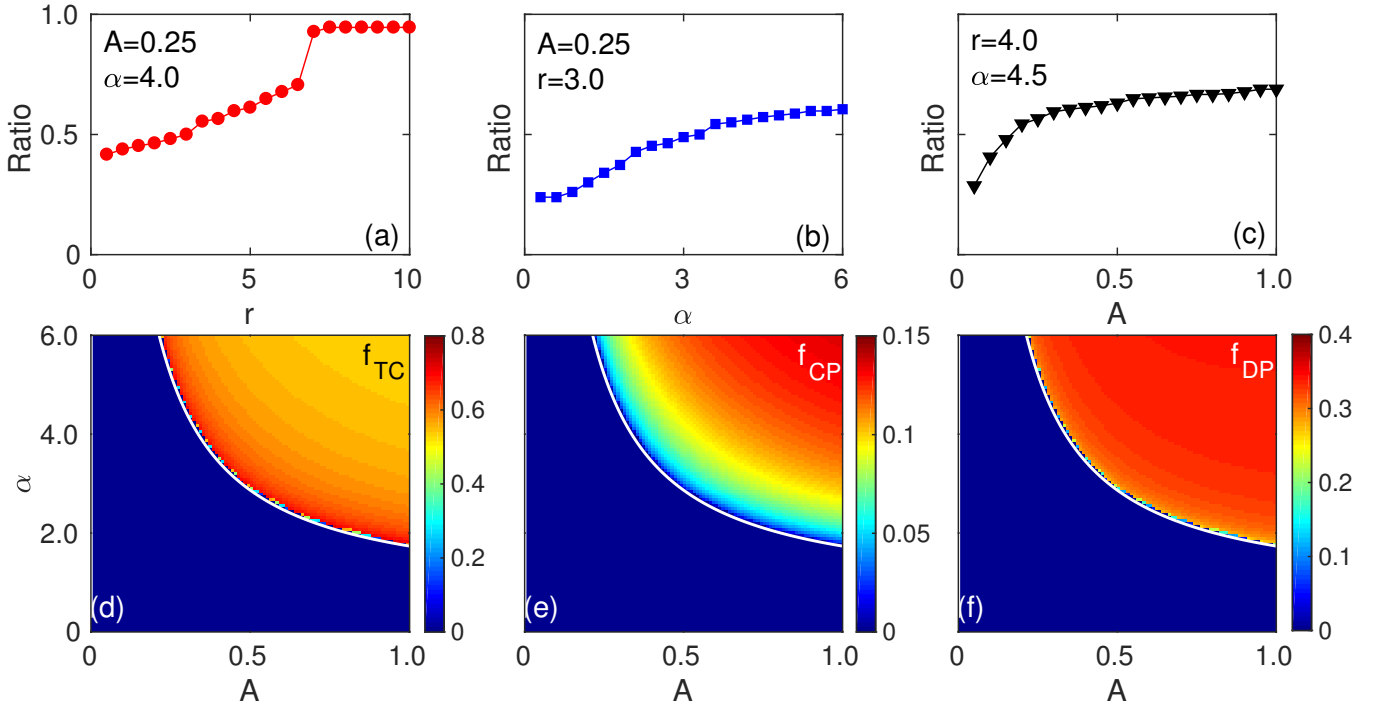 1.0
0.5
0
Ratio
A=0.25
α=4.0
(a)
0
5
10
r
Ratio
A=0.25
r=3.0
(b)
0
3
6
α
Ratio
r=4.0
α=4.5
(c)
0
0.5
1.0
A
6.0
4.0
2.0
0
α
f_TC
(d)
0
0.5
1.0
A
0.8
0.6
0.4
0.2
0
f_CP
(e)
0
0.5
1.0
A
0.15
0.1
0.05
0
f_DP
(f)
0
0.5
1.0
A
0.4
0.3
0.2
0.1
0